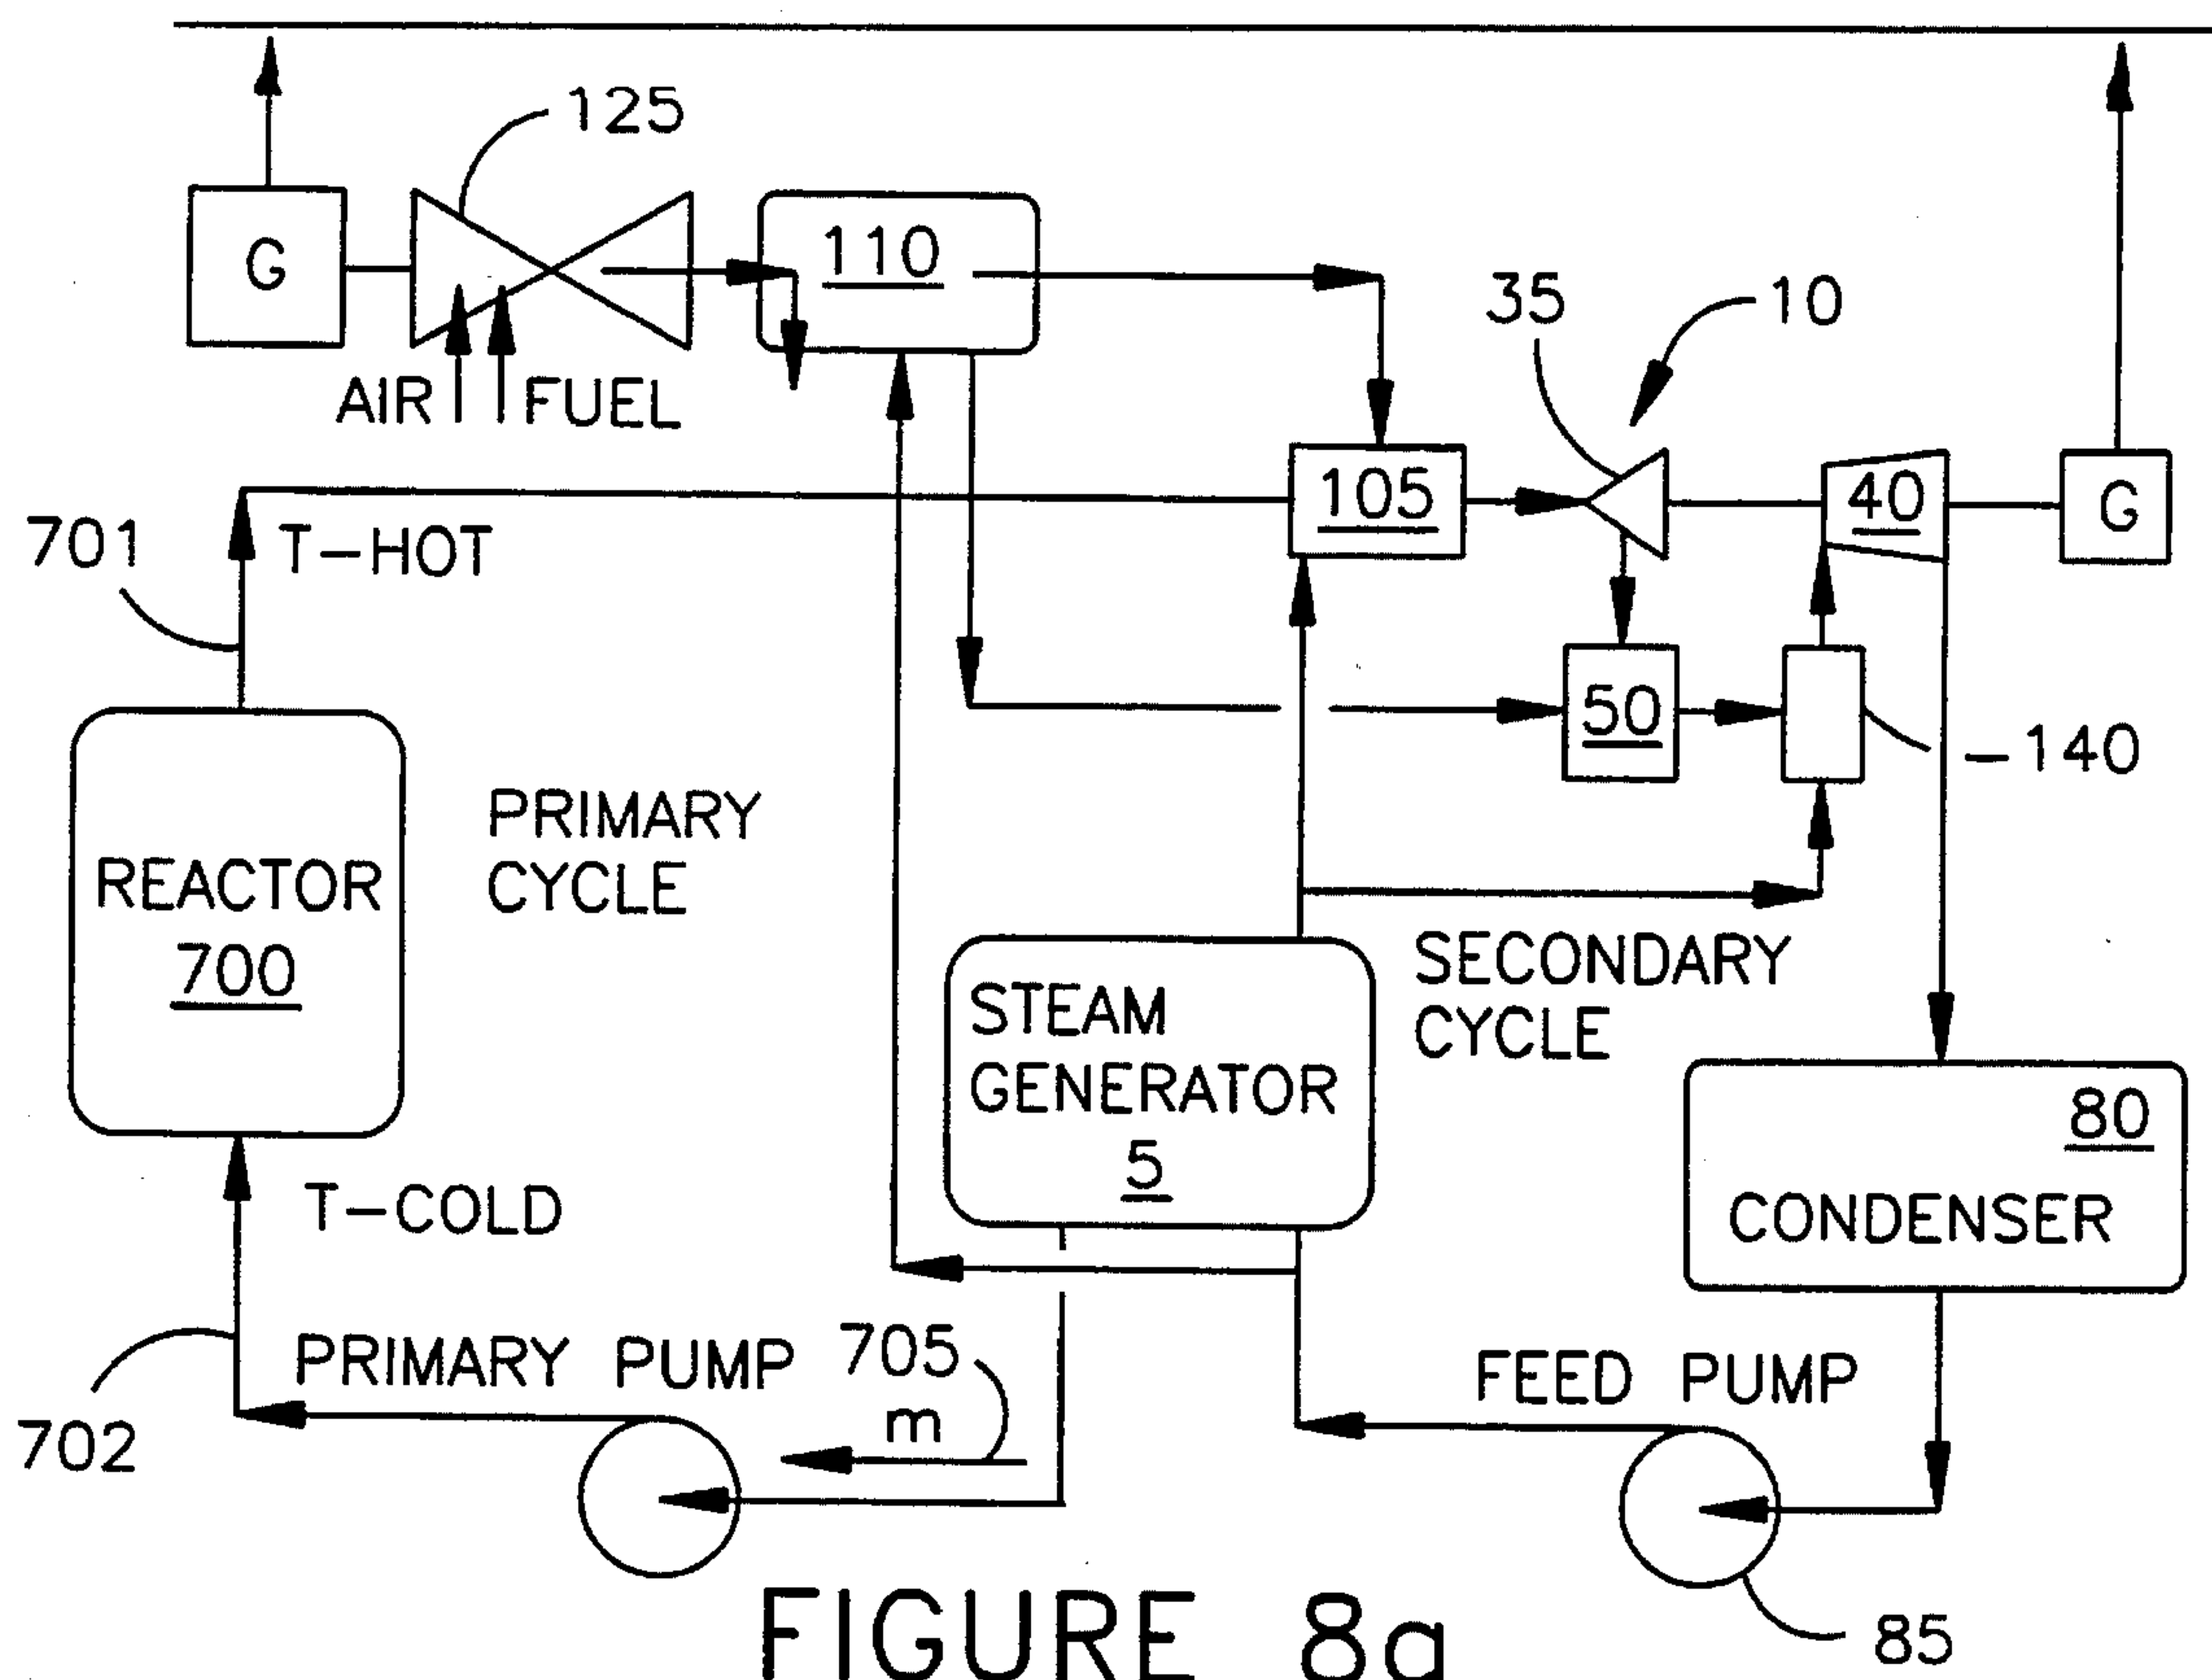 125
G
110
AIR
FUEL
35
10
105
40
G
701
T-HOT
50
-140
PRIMARY
CYCLE
REACTOR
700
STEAM
GENERATOR
5
SECONDARY
CYCLE
80
CONDENSER
T-COLD
PRIMARY PUMP
705
m
FEED PUMP
702
85
FIGURE 8a